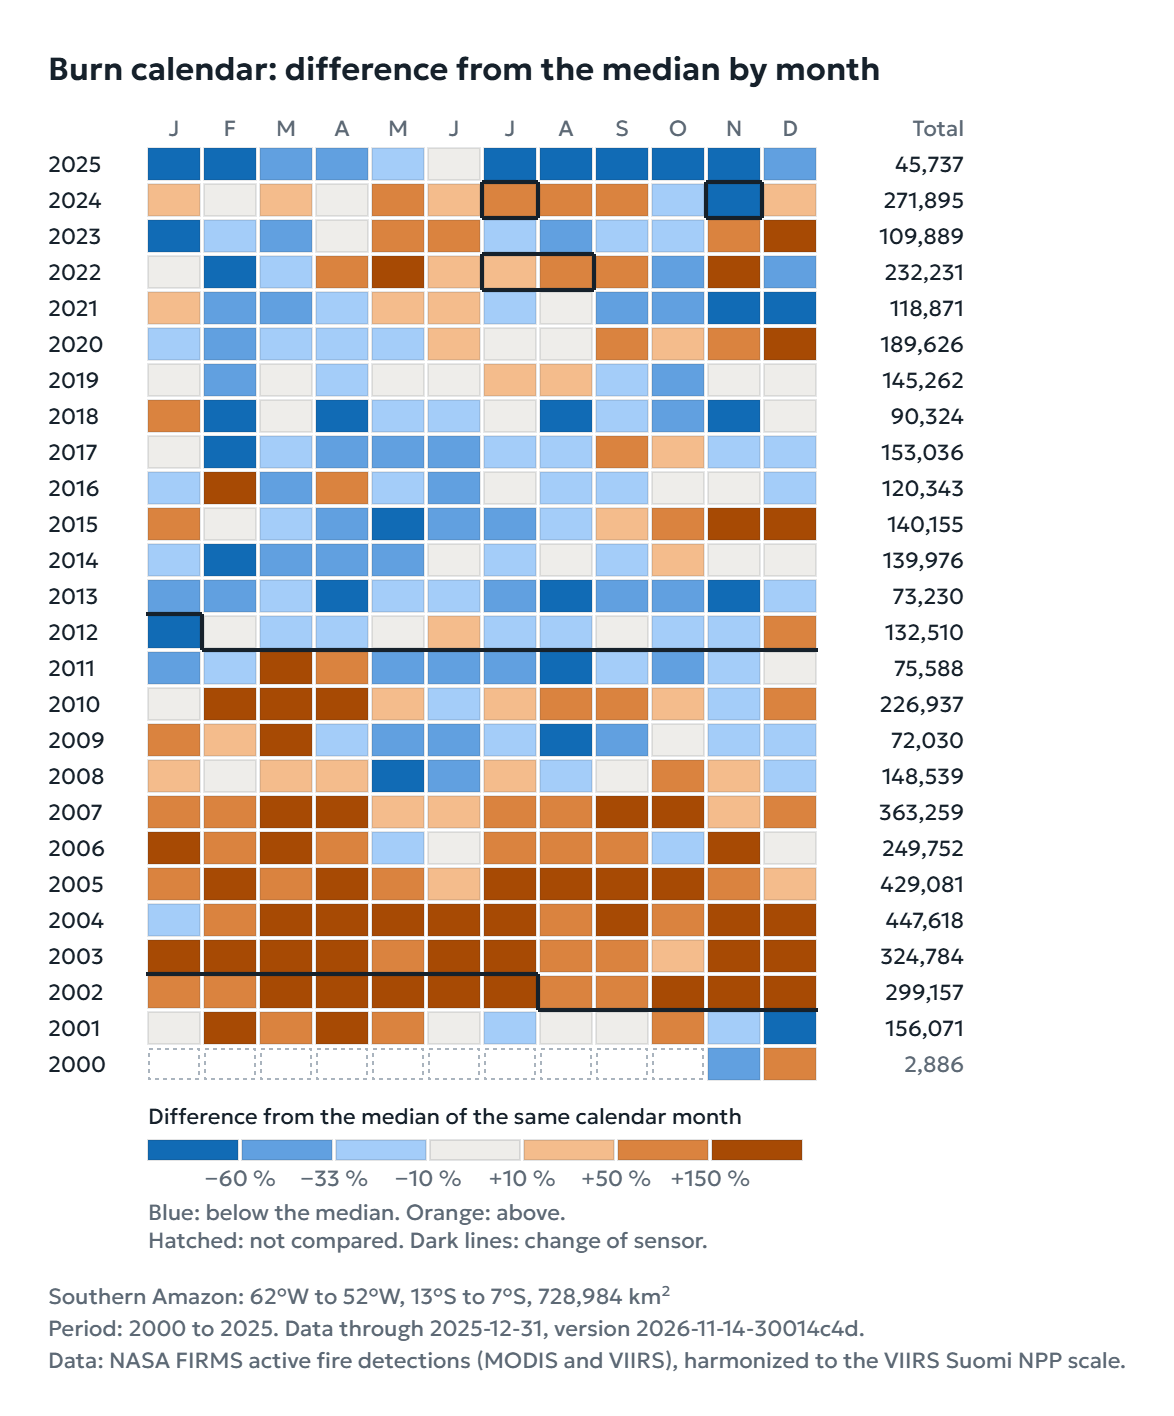 Burn calendar: difference from the median by month
J F M A M J J A S O N D Total
2025 45,737
2024 271,895
2023 109,889
2022 232,231
2021 118,871
2020 189,626
2019 145,262
2018 90,324
2017 153,036
2016 120,343
2015 140,155
2014 139,976
2013 73,230
2012 132,510
2011 75,588
2010 226,937
2009 72,030
2008 148,539
2007 363,259
2006 249,752
2005 429,081
2004 447,618
2003 324,784
2002 299,157
2001 156,071
2000 2,886
Difference from the median of the same calendar month
−60 % −33 % −10 % +10 % +50 % +150 %
Blue: below the median. Orange: above.
Hatched: not compared. Dark lines: change of sensor.
Southern Amazon: 62°W to 52°W, 13°S to 7°S, 728,984 km²
Period: 2000 to 2025. Data through 2025-12-31, version 2026-11-14-30014c4d.
Data: NASA FIRMS active fire detections (MODIS and VIIRS), harmonized to the VIIRS Suomi NPP scale.